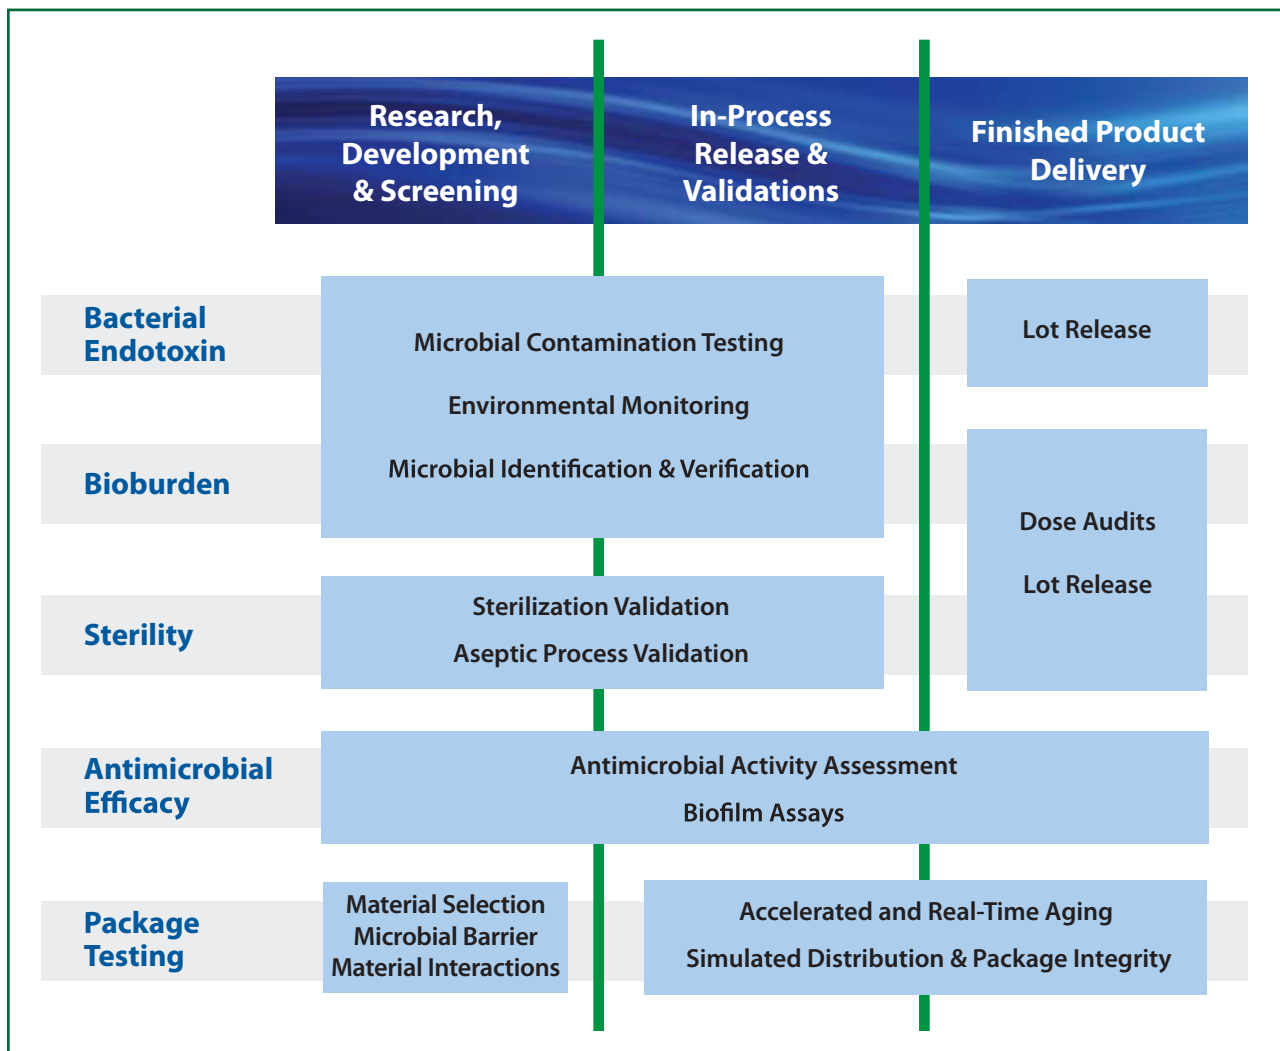 Research,
Development
& Screening
In-Process
Release &
Validations
Finished Product
Delivery
Bacterial
Endotoxin
Microbial Contamination Testing
Environmental Monitoring
Microbial Identification & Verification
Lot Release
Bioburden
Dose Audits
Lot Release
Sterility
Sterilization Validation
Aseptic Process Validation
Antimicrobial
Efficacy
Antimicrobial Activity Assessment
Biofilm Assays
Package
Testing
Material Selection
Microbial Barrier
Material Interactions
Accelerated and Real-Time Aging
Simulated Distribution & Package Integrity